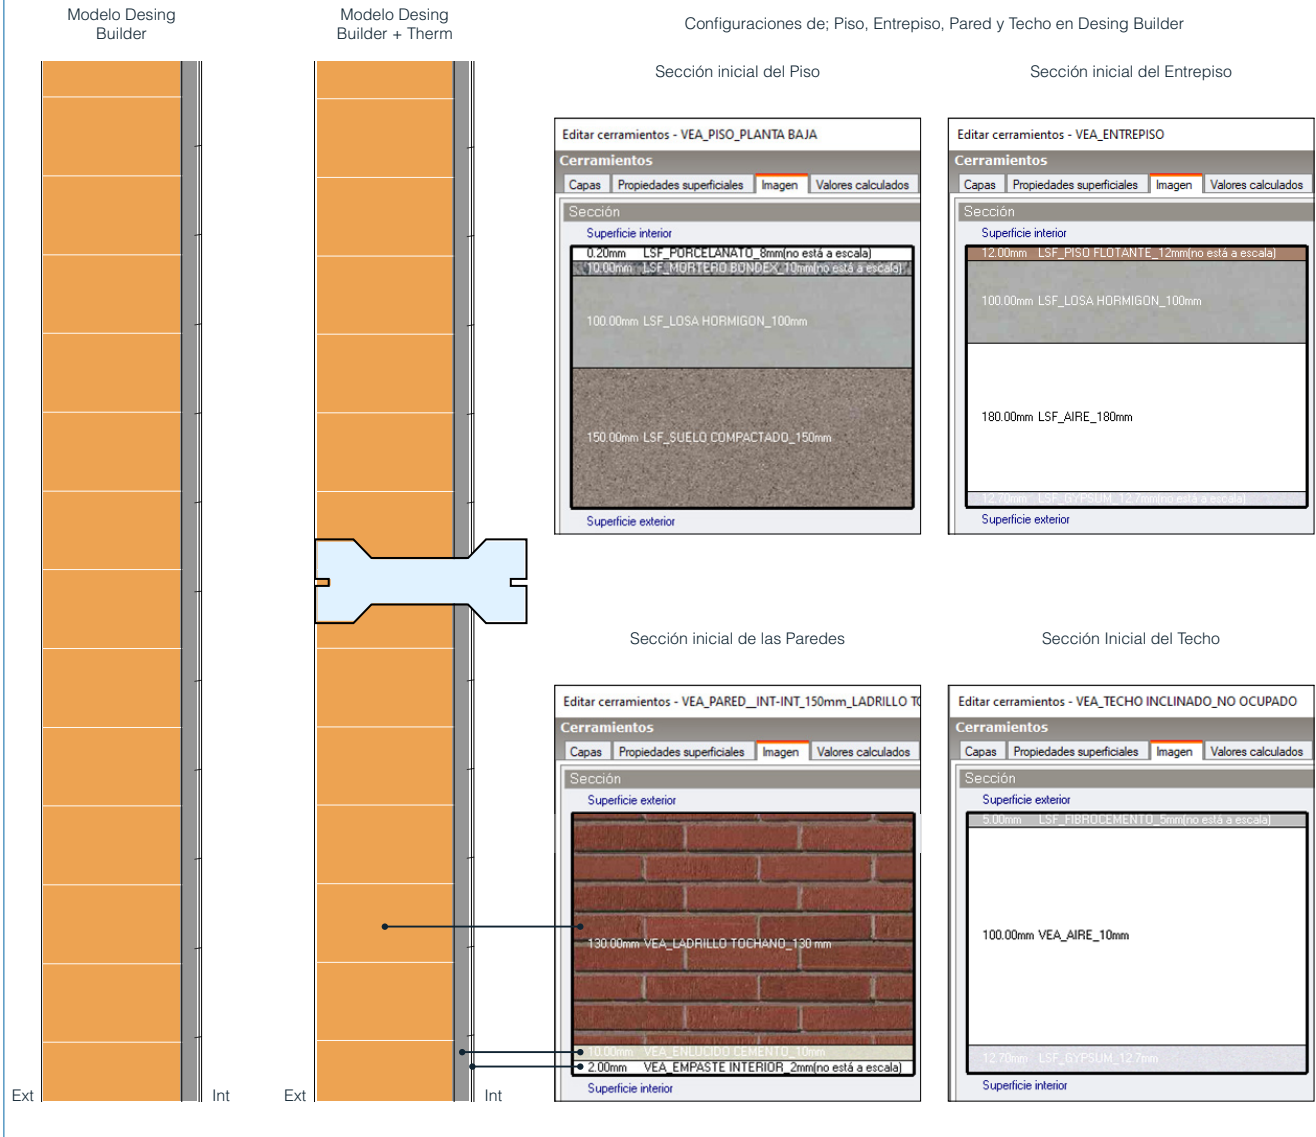 Modelo Desing
Builder
Modelo Desing
Builder + Therm
Configuraciones de; Piso, Entrepiso, Pared y Techo en Desing Builder
Sección inicial del Piso
Sección inicial del Entrepiso
Editar cerramientos - VEA_PISO_PLANTA BAJA
Cerramientos
Capas Propiedades superficiales Imagen Valores calculados
Sección
Superficie interior
0.20mm LSF_PORCELANATO_8mm(no está a escala)
10.00mm LSF_MORTERO BONDEX_10mm(no está a escala)
100.00mm LSF_LOSA HORMIGON_100mm
150.00mm LSF_SUELO COMPACTADO_150mm
Superficie exterior
Editar cerramientos - VEA_ENTREPISO
Cerramientos
Capas Propiedades superficiales Imagen Valores calculados
Sección
Superficie interior
12.00mm LSF_PISO FLOTANTE_12mm(no está a escala)
100.00mm LSF_LOSA HORMIGON_100mm
180.00mm LSF_AIRE_180mm
12.70mm LSF_GYPSUM_12.7mm(no está a escala)
Superficie exterior
Sección inicial de las Paredes
Sección Inicial del Techo
Editar cerramientos - VEA_PARED__INT-INT_150mm_LADRILLO TO
Cerramientos
Capas Propiedades superficiales Imagen Valores calculados
Sección
Superficie exterior
130.00mm VEA_LADRILLO TOCHANO_130 mm
10.00mm VEA_ENLUCIDO CEMENTO_10mm
2.00mm VEA_EMPASTE INTERIOR_2mm(no está a escala)
Superficie interior
Editar cerramientos - VEA_TECHO INCLINADO_NO OCUPADO
Cerramientos
Capas Propiedades superficiales Imagen Valores calculados
Sección
Superficie exterior
5.00mm LSF_FIBROCEMENTO_5mm(no está a escala)
100.00mm VEA_AIRE_10mm
12.70mm LSF_GYPSUM_12.7mm
Superficie interior
Ext Int Ext Int